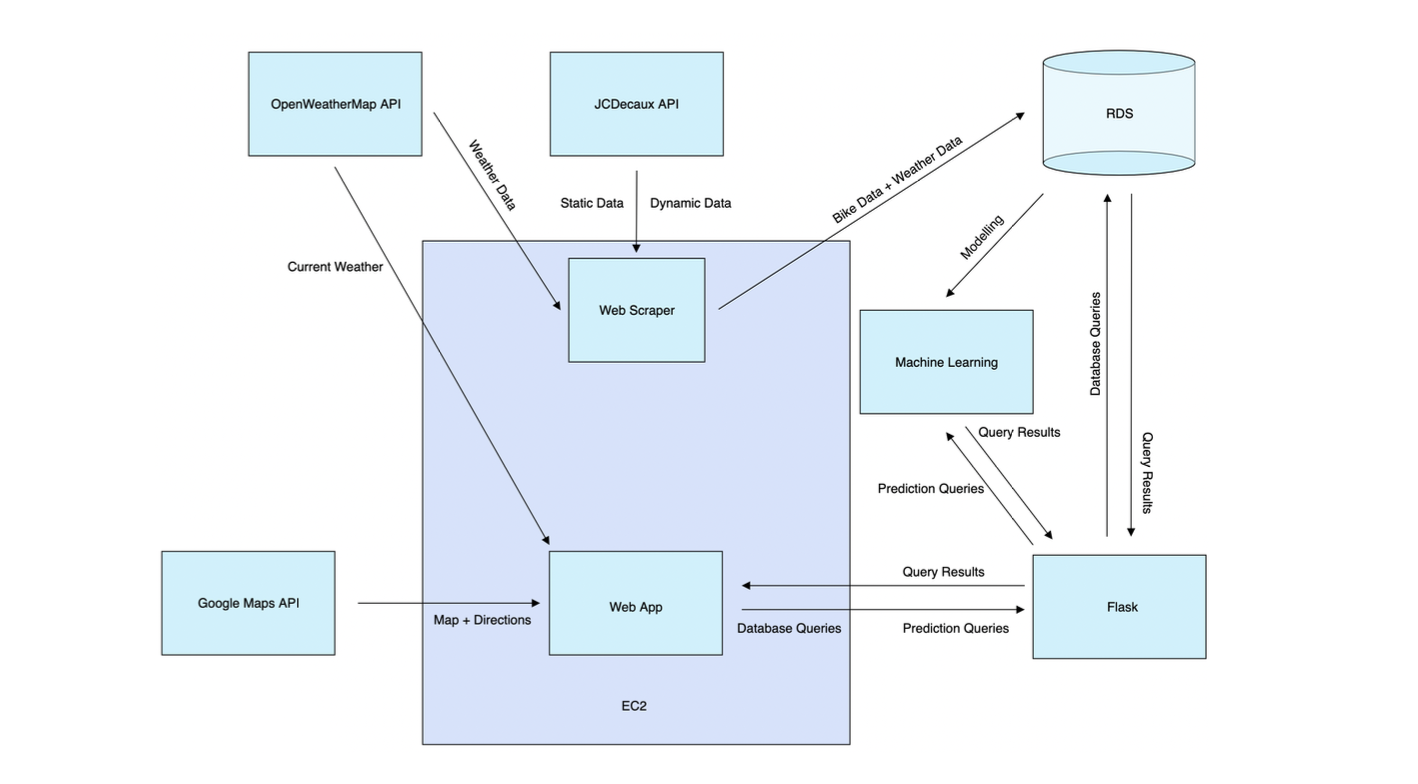 OpenWeatherMap API
JCDecaux API
RDS
Weather Data
Static Data
Dynamic Data
Bike Data + Weather Data
Current Weather
Modelling
Web Scraper
Machine Learning
Database Queries
Query Results
Query Results
Prediction Queries
Google Maps API
Map + Directions
Web App
Query Results
Database Queries
Prediction Queries
Flask
EC2